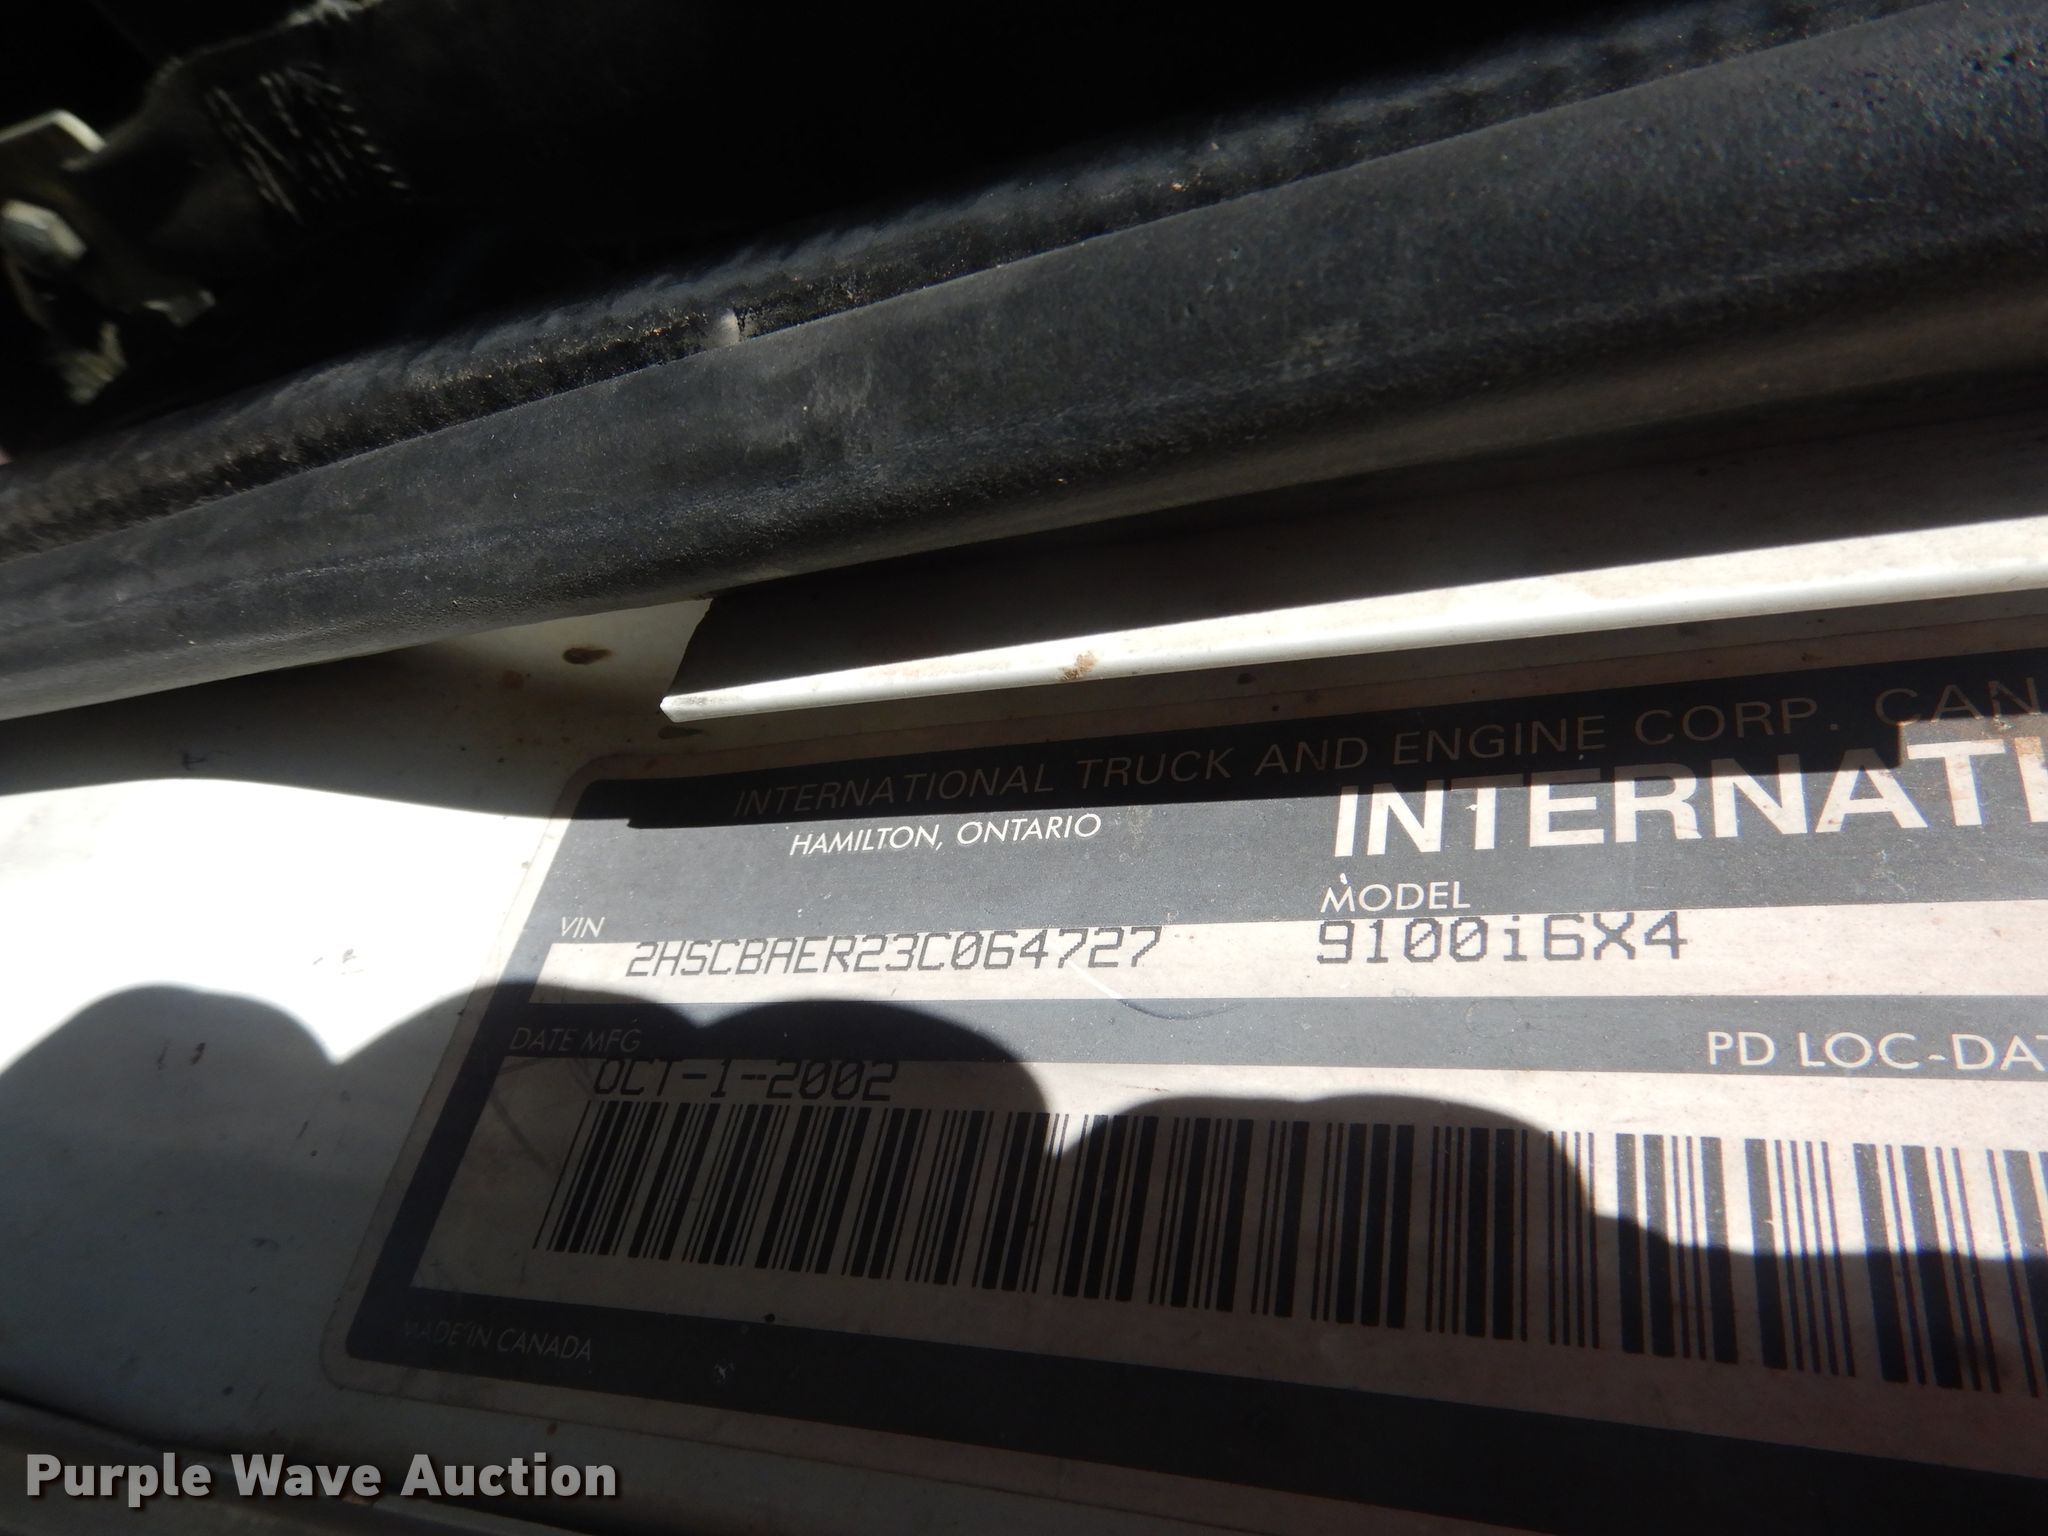 INTERNATIONAL TRUCK AND ENGINE CORP. CAN
HAMILTON, ONTARIO
INTERNATI
VIN
MODEL
2HSCBAER23C064727
9100i6X4
DATE MFG
PD LOC-DAT
OCT-1-2002
MADE IN CANADA
Purple Wave Auction